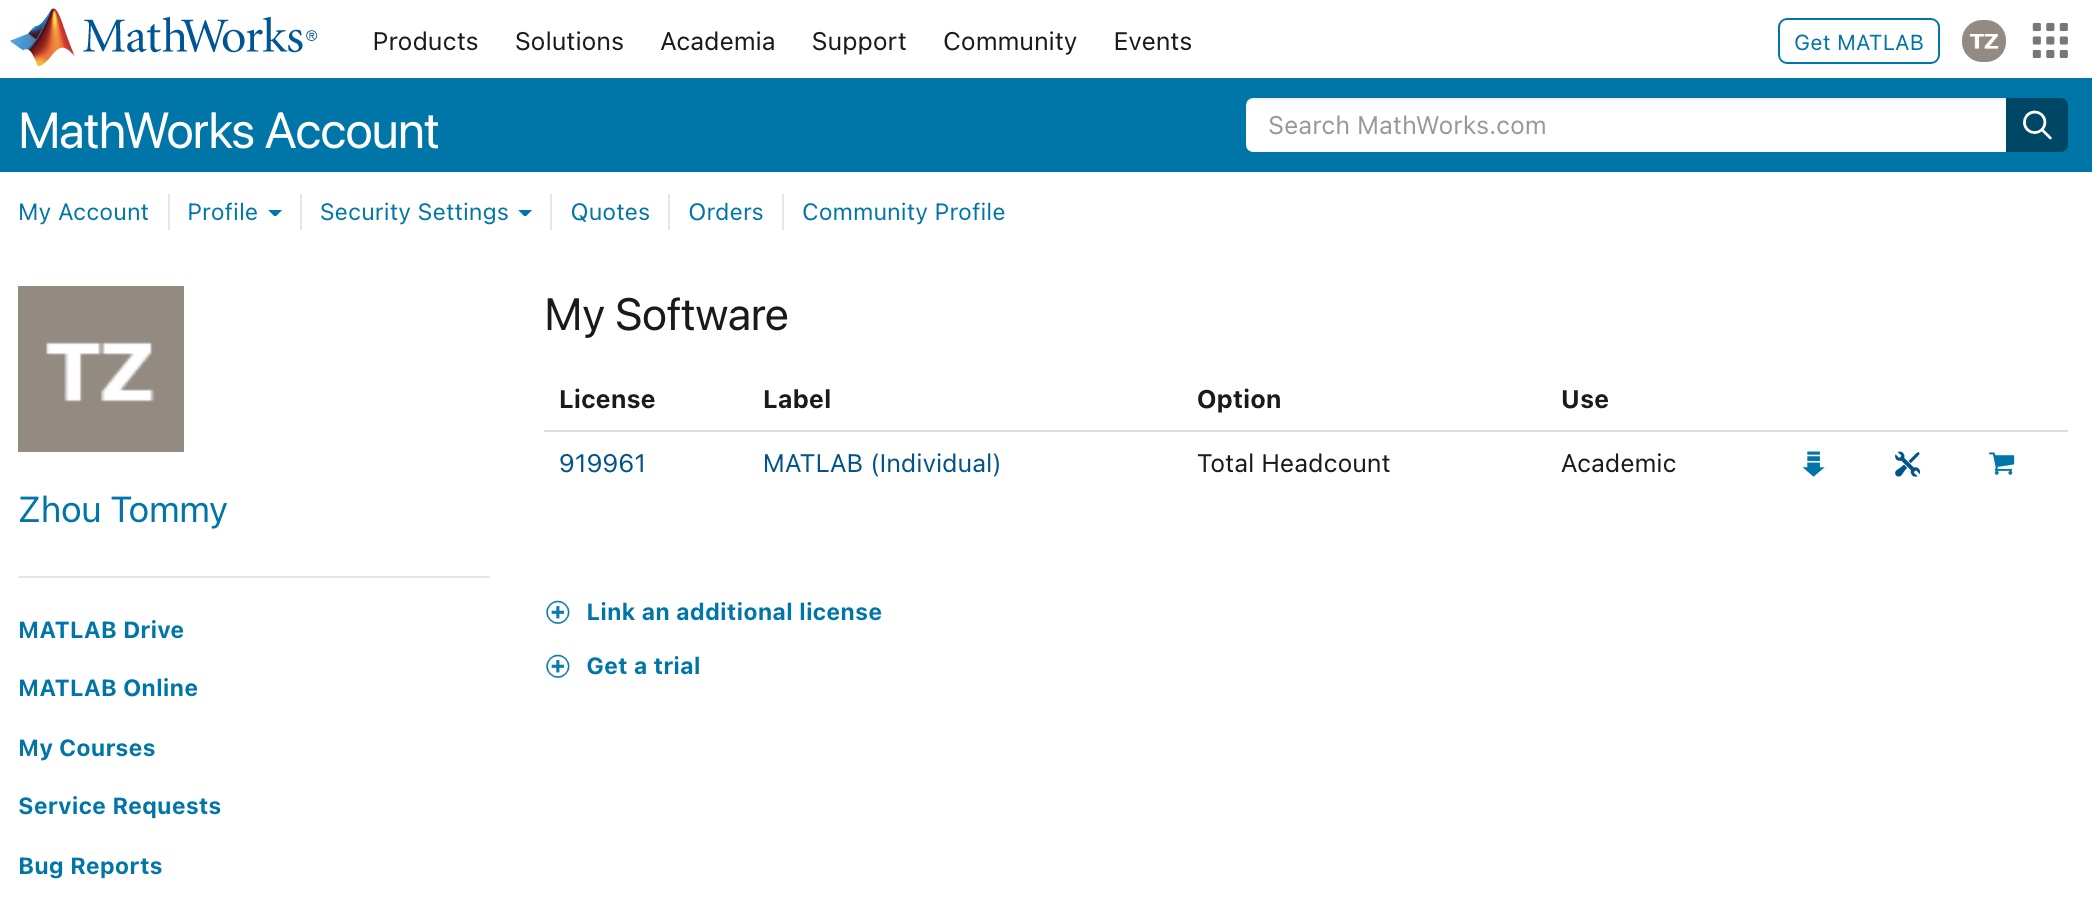 MathWorks® Products Solutions Academia Support Community Events Get MATLAB TZ
MathWorks Account Search MathWorks.com
My Account Profile Security Settings Quotes Orders Community Profile
TZ
Zhou Tommy
MATLAB Drive
MATLAB Online
My Courses
Service Requests
Bug Reports
My Software
License Label Option Use
919961 MATLAB (Individual) Total Headcount Academic
Link an additional license
Get a trial